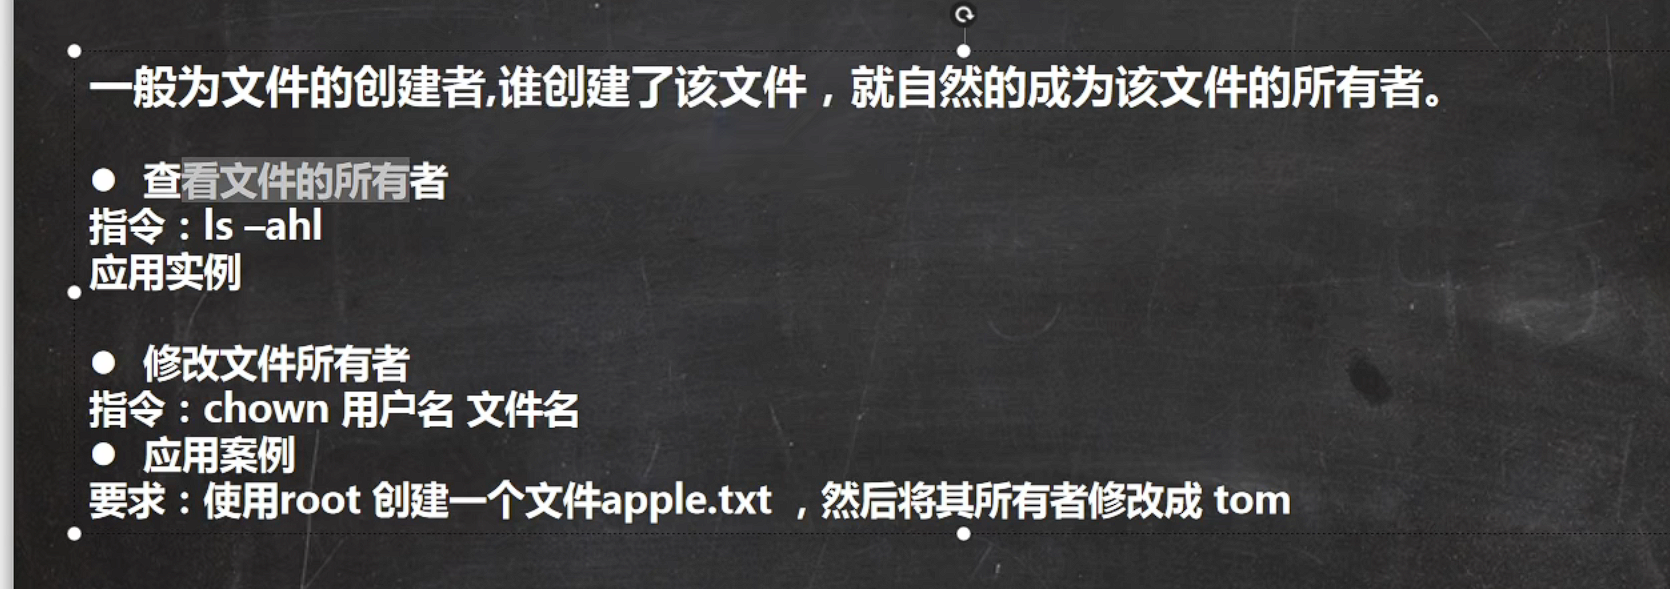 一般为文件的创建者,谁创建了该文件，就自然的成为该文件的所有者。
● 查看文件的所有者
指令：ls –ahl
应用实例
● 修改文件所有者
指令：chown 用户名 文件名
● 应用案例
要求：使用root 创建一个文件apple.txt ，然后将其所有者修改成 tom